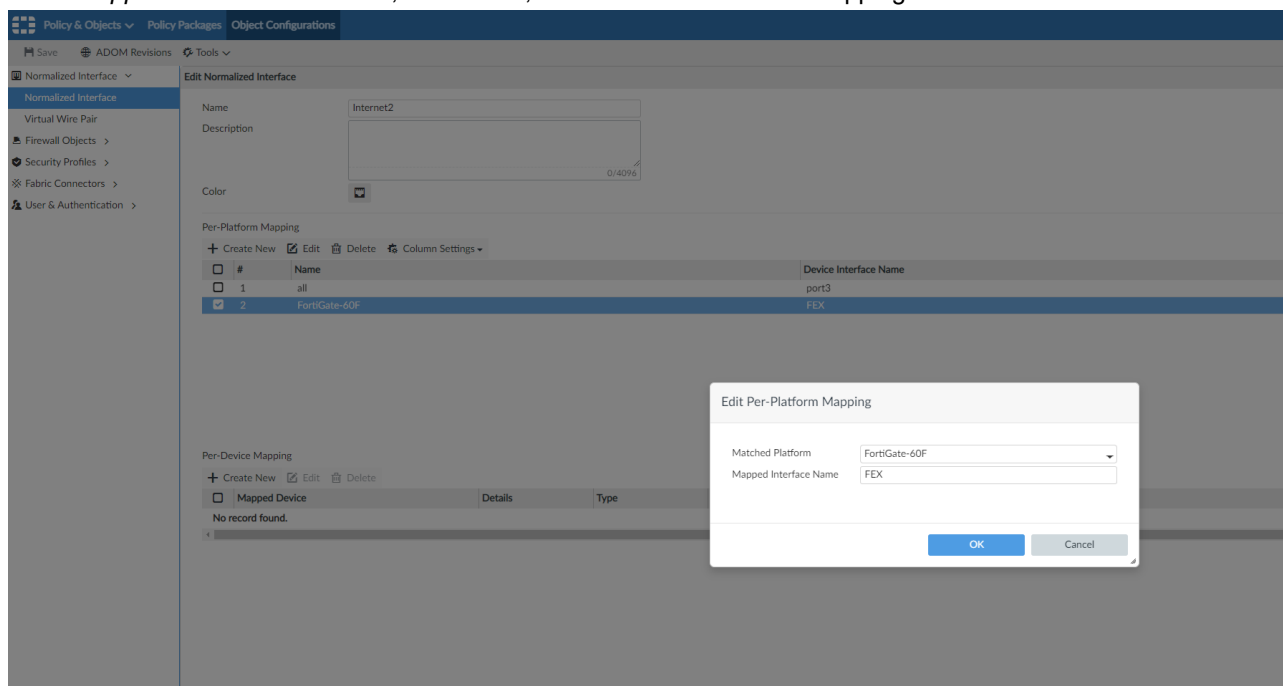 Policy & Objects Policy Packages Object Configurations
Save ADOM Revisions Tools
Normalized Interface
Edit Normalized Interface
Normalized Interface
Virtual Wire Pair
Firewall Objects >
Security Profiles >
Fabric Connectors >
User & Authentication >
Name Internet2
Description
0/4096
Color
Per-Platform Mapping
+ Create New Edit Delete Column Settings
# Name Device Interface Name
1 all port3
2 FortiGate-60F FEX
Per-Device Mapping
+ Create New Edit Delete
Mapped Device Details Type
No record found.
Edit Per-Platform Mapping
Matched Platform FortiGate-60F
Mapped Interface Name FEX
OK Cancel